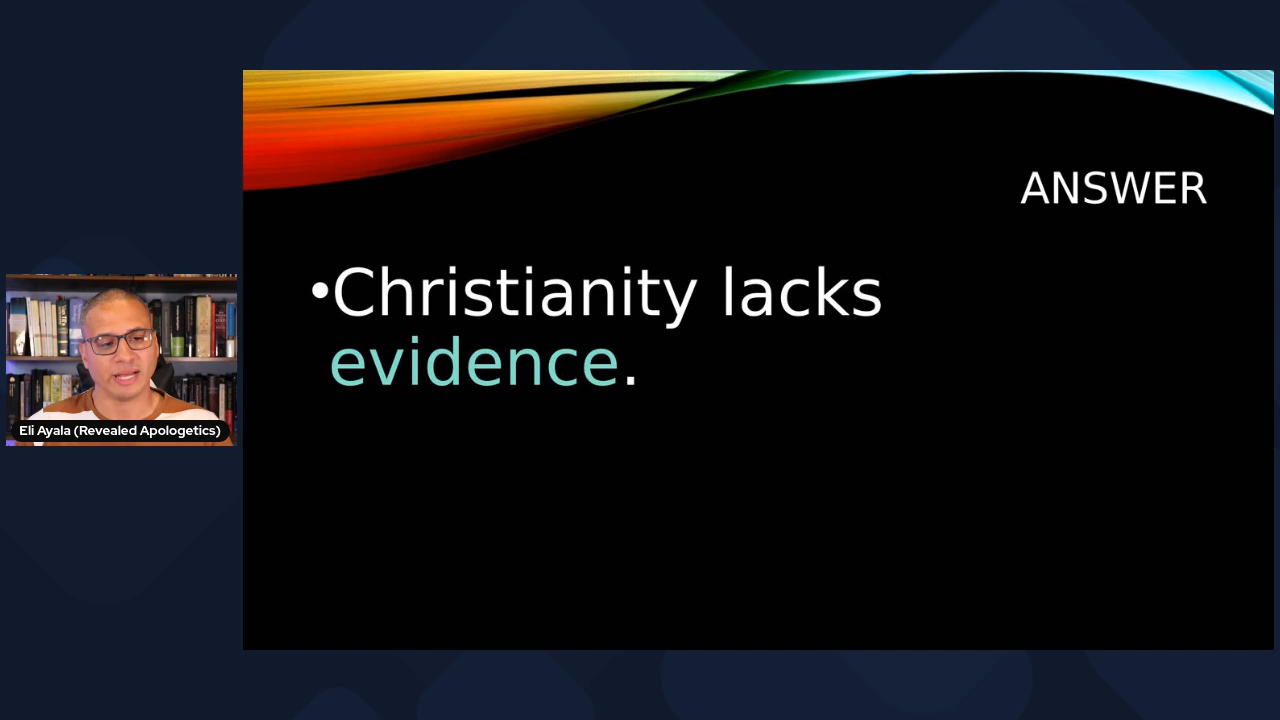 ANSWER
•Christianity lacks
evidence.
Eli Ayala (Revealed Apologetics)